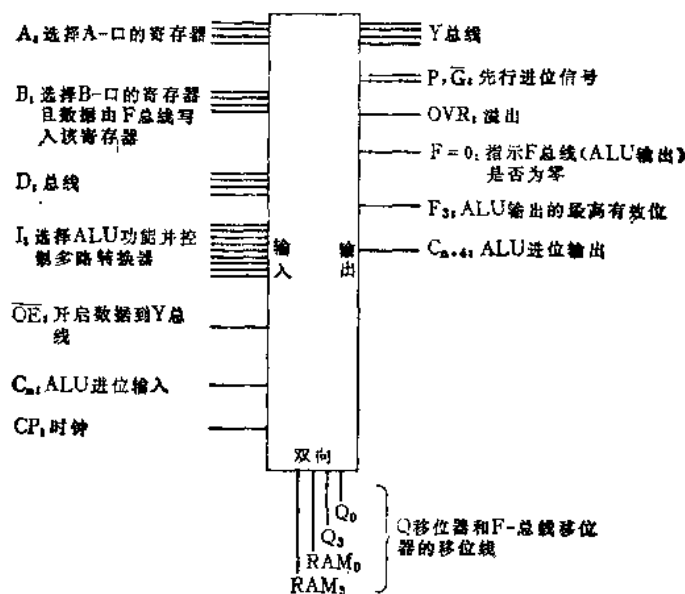 A：选择A-口的寄存器
B：选择B-口的寄存器
且数据由F总线写
入该寄存器
D：总线
I：选择ALU功能并控
制多路转换器
O̅E̅：开启数据到Y总
线
Cn：ALU进位输入
CP：时钟
输入
输出
双向
Y总线
P，G̅：先行进位信号
OVR：溢出
F=0：指示F总线(ALU输出)
是否为零
F3：ALU输出的最高有效位
Cn+4：ALU进位输出
Q0
Q3
RAM0
RAM3
Q移位器和F-总线移位
器的移位线